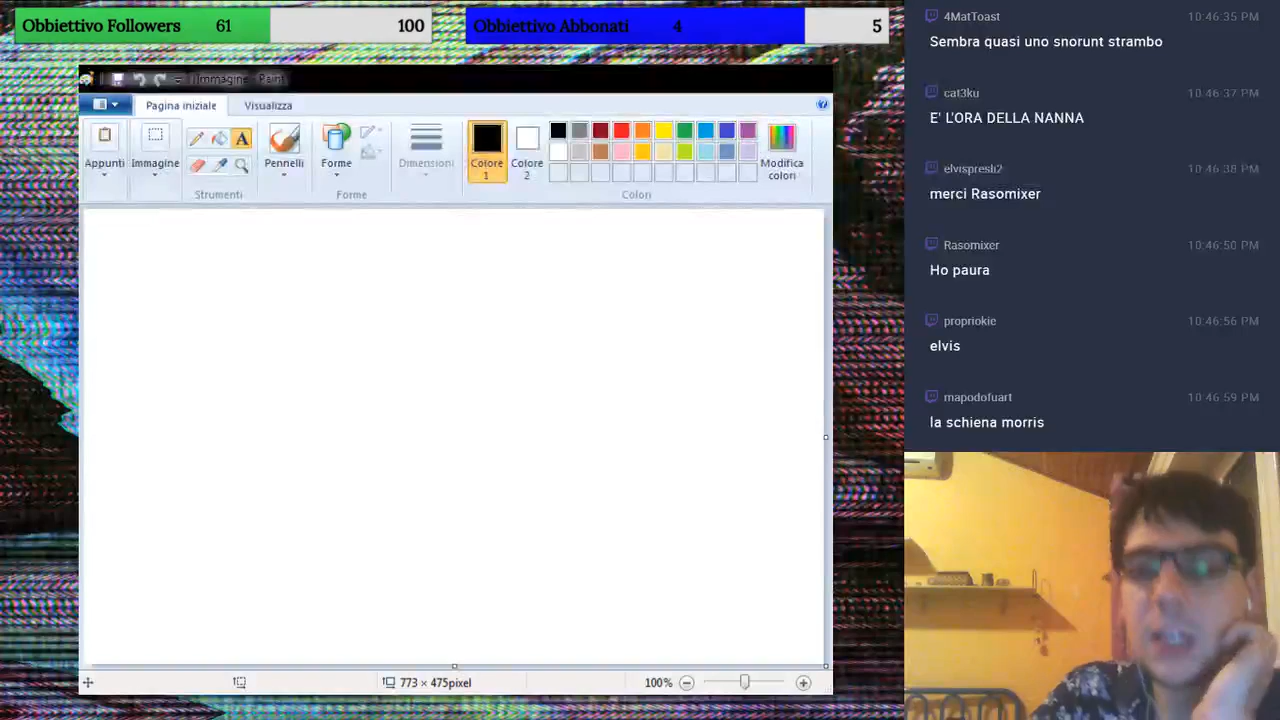 Obbiettivo Followers 61 100
Obbiettivo Abbonati 4 5
Immagine - Paint
Pagina iniziale Visualizza
Appunti
Immagine
Strumenti
Pennelli
Forme
Forme
Dimensioni
Colore 1
Colore 2
Modifica colori
Colori
773 × 475pixel
100%
4MatToast 10:46:35 PM
Sembra quasi uno snorunt strambo
cat3ku 10:46:37 PM
E' L'ORA DELLA NANNA
elvispresli2 10:46:38 PM
merci Rasomixer
Rasomixer 10:46:50 PM
Ho paura
propriokie 10:46:56 PM
elvis
mapodofuart 10:46:59 PM
la schiena morris